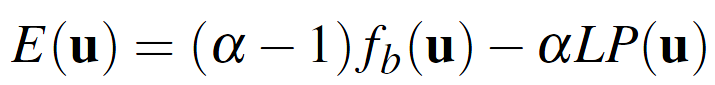 E(𝐮) = (α − 1)f_b(𝐮) − αLP(𝐮)